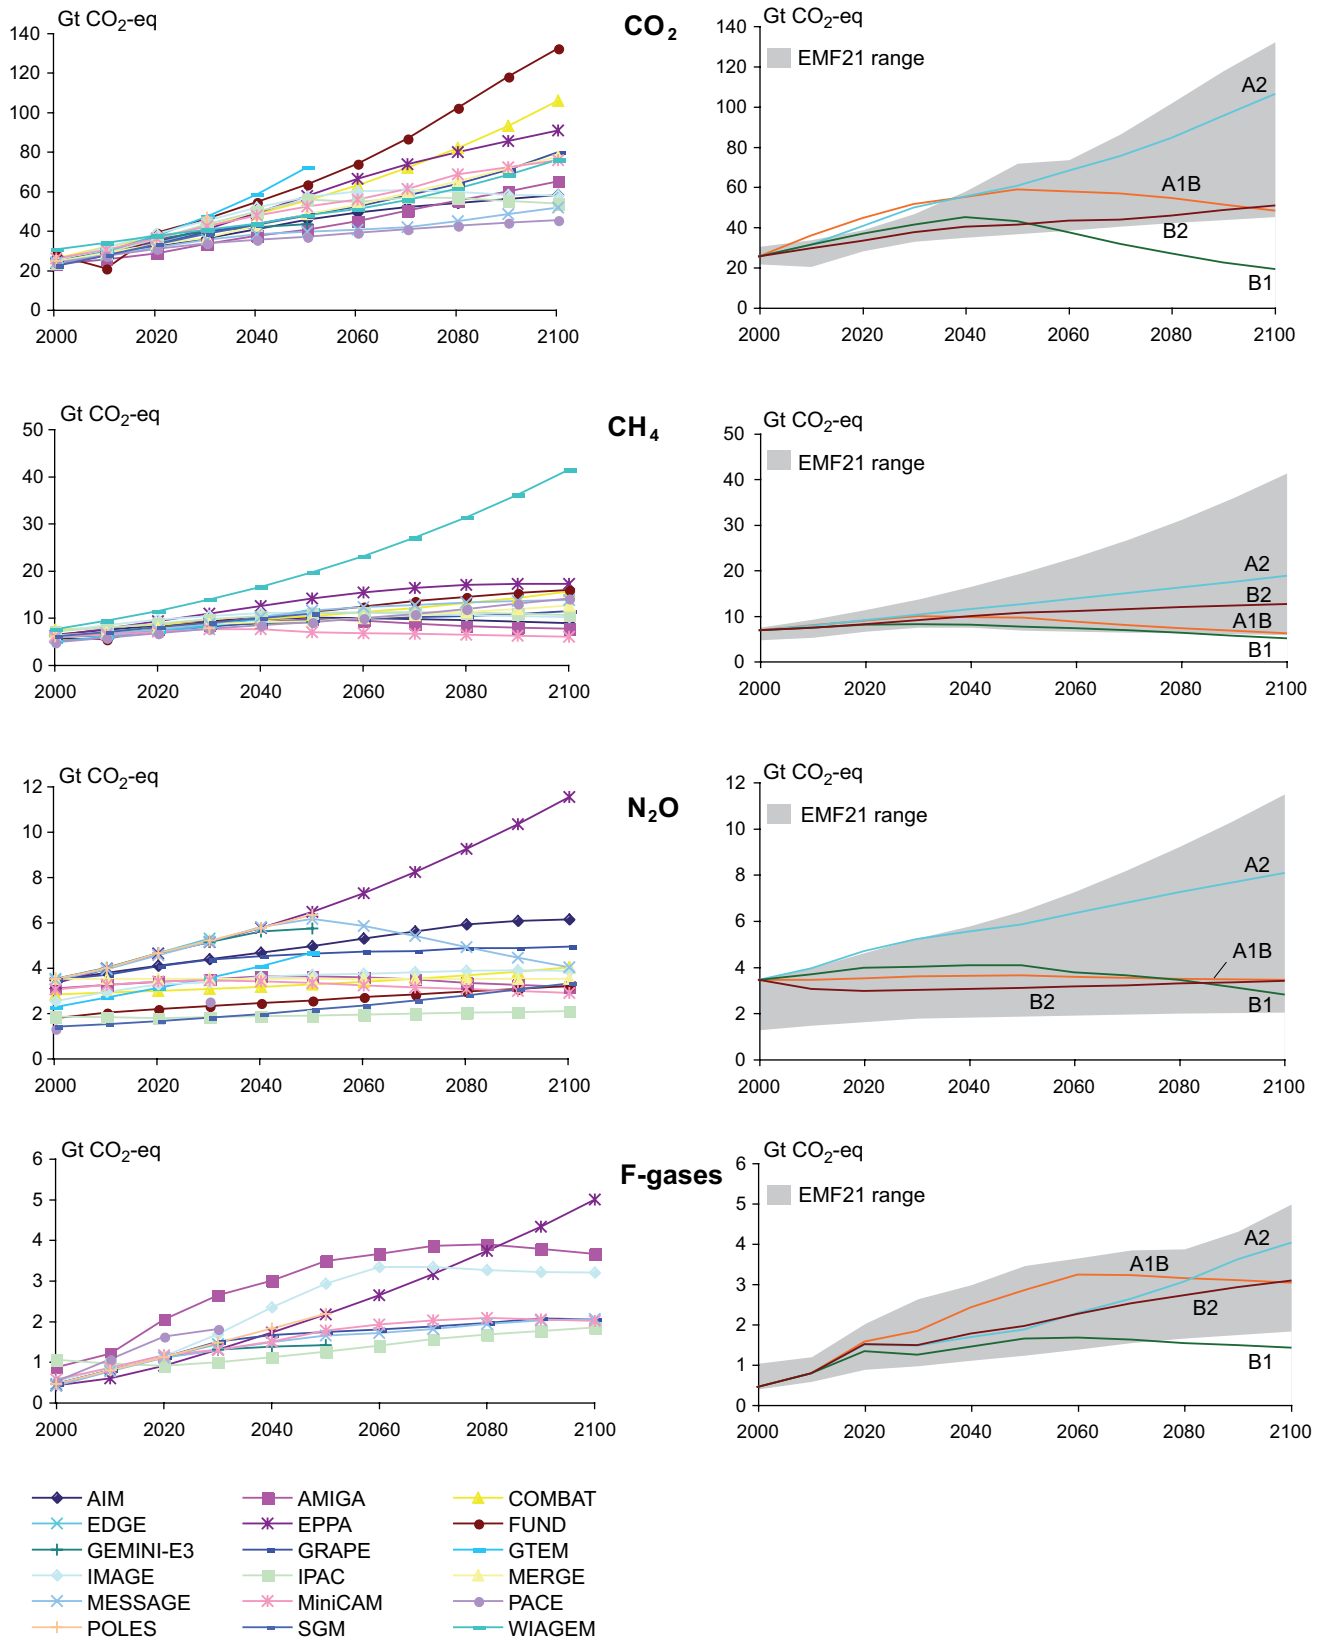 Gt CO2-eq
140
120
100
80
60
40
20
0
2000 2020 2040 2060 2080 2100
CO2
Gt CO2-eq
EMF21 range
140
120
100
80
60
40
20
0
A2
A1B
B2
B1
2000 2020 2040 2060 2080 2100
Gt CO2-eq
50
40
30
20
10
0
2000 2020 2040 2060 2080 2100
CH4
Gt CO2-eq
EMF21 range
50
40
30
20
10
0
A2
B2
A1B
B1
2000 2020 2040 2060 2080 2100
Gt CO2-eq
12
10
8
6
4
2
0
2000 2020 2040 2060 2080 2100
N2O
Gt CO2-eq
EMF21 range
12
10
8
6
4
2
0
A2
A1B
B2
B1
2000 2020 2040 2060 2080 2100
Gt CO2-eq
6
5
4
3
2
1
0
2000 2020 2040 2060 2080 2100
F-gases
Gt CO2-eq
EMF21 range
6
5
4
3
2
1
0
A2
A1B
B2
B1
2000 2020 2040 2060 2080 2100
AIM AMIGA COMBAT
EDGE EPPA FUND
GEMINI-E3 GRAPE GTEM
IMAGE IPAC MERGE
MESSAGE MiniCAM PACE
POLES SGM WIAGEM